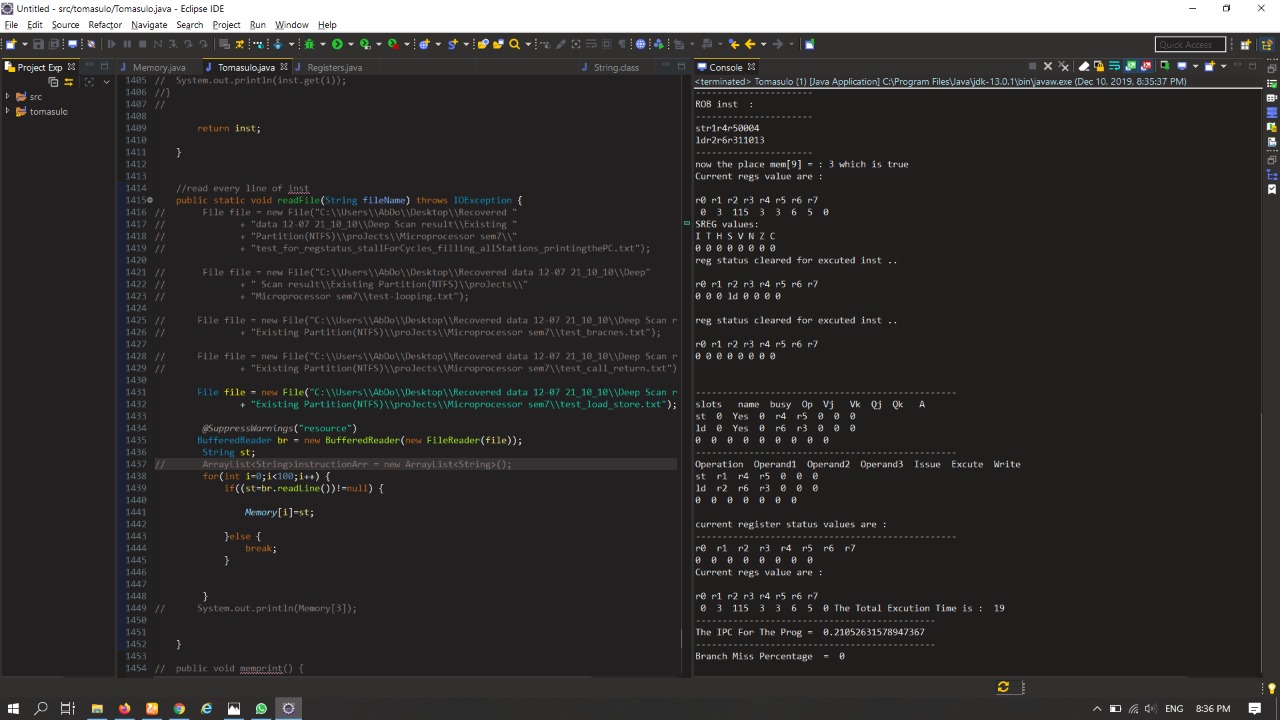 Untitled - src/tomasulo/Tomasulo.java - Eclipse IDE
File Edit Source Refactor Navigate Search Project Run Window Help
Quick Access
Project Exp
src
tomasulo
Memory.java Tomasulo.java Registers.java String.class
1405 // System.out.println(inst.get(i));
1406 //}
1407 //
1408
1409 return inst;
1410
1411 }
1412
1413
1414 //read every line of inst
1415 public static void readFile(String fileName) throws IOException {
1416 // File file = new File("C:\\Users\\AbDo\\Desktop\\Recovered "
1417 // + "data 12-07 21_10_10\\Deep Scan result\\Existing "
1418 // + "Partition(NTFS)\\proJects\\Microprocessor sem7\\"
1419 // + "test_for_regstatus_stallForCycles_filling_allStations_printingthePC.txt");
1420
1421 // File file = new File("C:\\Users\\AbDo\\Desktop\\Recovered data 12-07 21_10_10\\Deep"
1422 // + " Scan result\\Existing Partition(NTFS)\\proJects\\"
1423 // + "Microprocessor sem7\\test-looping.txt");
1424
1425 // File file = new File("C:\\Users\\AbDo\\Desktop\\Recovered data 12-07 21_10_10\\Deep Scan r
1426 // + "Existing Partition(NTFS)\\proJects\\Microprocessor sem7\\test_bracnes.txt");
1427
1428 // File file = new File("C:\\Users\\AbDo\\Desktop\\Recovered data 12-07 21_10_10\\Deep Scan r
1429 // + "Existing Partition(NTFS)\\proJects\\Microprocessor sem7\\test_call_return.txt")
1430
1431 File file = new File("C:\\Users\\AbDo\\Desktop\\Recovered data 12-07 21_10_10\\Deep Scan r
1432 + "Existing Partition(NTFS)\\proJects\\Microprocessor sem7\\test_load_store.txt");
1433
1434 @SuppressWarnings("resource")
1435 BufferedReader br = new BufferedReader(new FileReader(file));
1436 String st;
1437 // ArrayList<String>instructionArr = new ArrayList<String>();
1438 for(int i=0;i<100;i++) {
1439 if((st=br.readLine())!=null) {
1440
1441 Memory[i]=st;
1442
1443 }else {
1444 break;
1445 }
1446
1447
1448 }
1449 // System.out.println(Memory[3]);
1450
1451
1452 }
1453
1454 // public void memprint() {
Console
<terminated> Tomasulo (1) [Java Application] C:\Program Files\Java\jdk-13.0.1\bin\javaw.exe (Dec 10, 2019, 8:35:37 PM)
----------------------
ROB inst :
----------------------
str1r4r50004
ldr2r6r311013
----------------------
now the place mem[9] = : 3 which is true
Current regs value are :
r0 r1 r2 r3 r4 r5 r6 r7
0 3 115 3 3 6 5 0
SREG values:
I T H S V N Z C
0 0 0 0 0 0 0 0
reg status cleared for excuted inst ..
r0 r1 r2 r3 r4 r5 r6 r7
0 0 0 ld 0 0 0 0
reg status cleared for excuted inst ..
r0 r1 r2 r3 r4 r5 r6 r7
0 0 0 0 0 0 0 0
-------------------------------------------------
slots name busy Op Vj Vk Qj Qk A
st 0 Yes 0 r4 r5 0 0 0
ld 0 Yes 0 r6 r3 0 0 0
0 0 0 0 0 0 0 0 0
-------------------------------------------------
Operation Operand1 Operand2 Operand3 Issue Excute Write
st r1 r4 r5 0 0 0
ld r2 r6 r3 0 0 0
0 0 0 0 0 0 0
current register status values are :
-------------------------------------------------
r0 r1 r2 r3 r4 r5 r6 r7
0 0 0 0 0 0 0 0
Current regs value are :
r0 r1 r2 r3 r4 r5 r6 r7
0 3 115 3 3 6 5 0 The Total Excution Time is : 19
---------------------------------------------
The IPC For The Prog = 0.21052631578947367
---------------------------------------------
Branch Miss Percentage = 0
ENG 8:36 PM